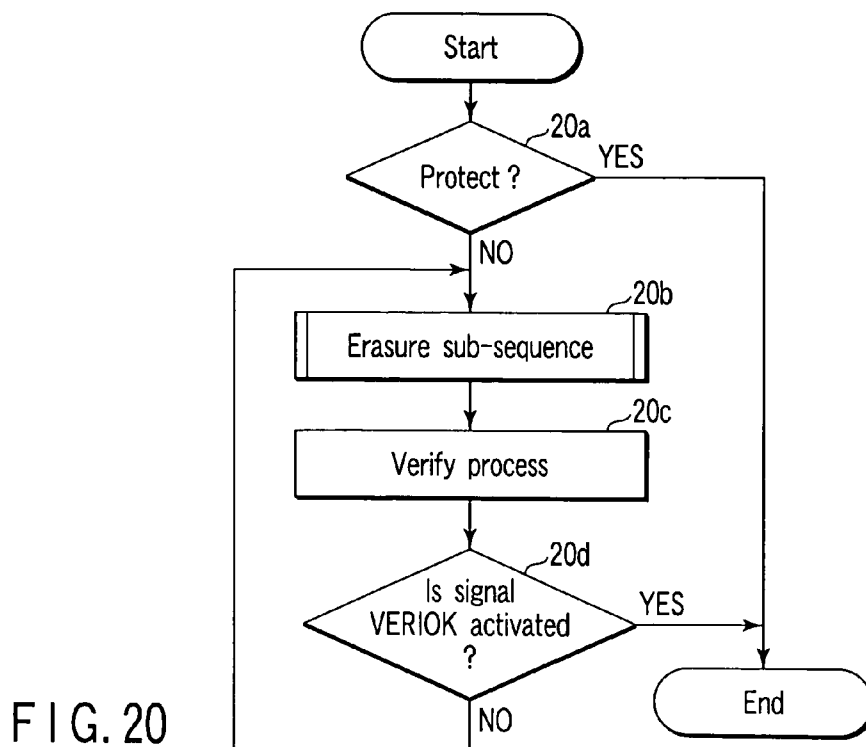 Start
20a
Protect ?
YES
NO
20b
Erasure sub-sequence
20c
Verify process
20d
Is signal
VERIOK activated
?
YES
NO
End
FIG. 20